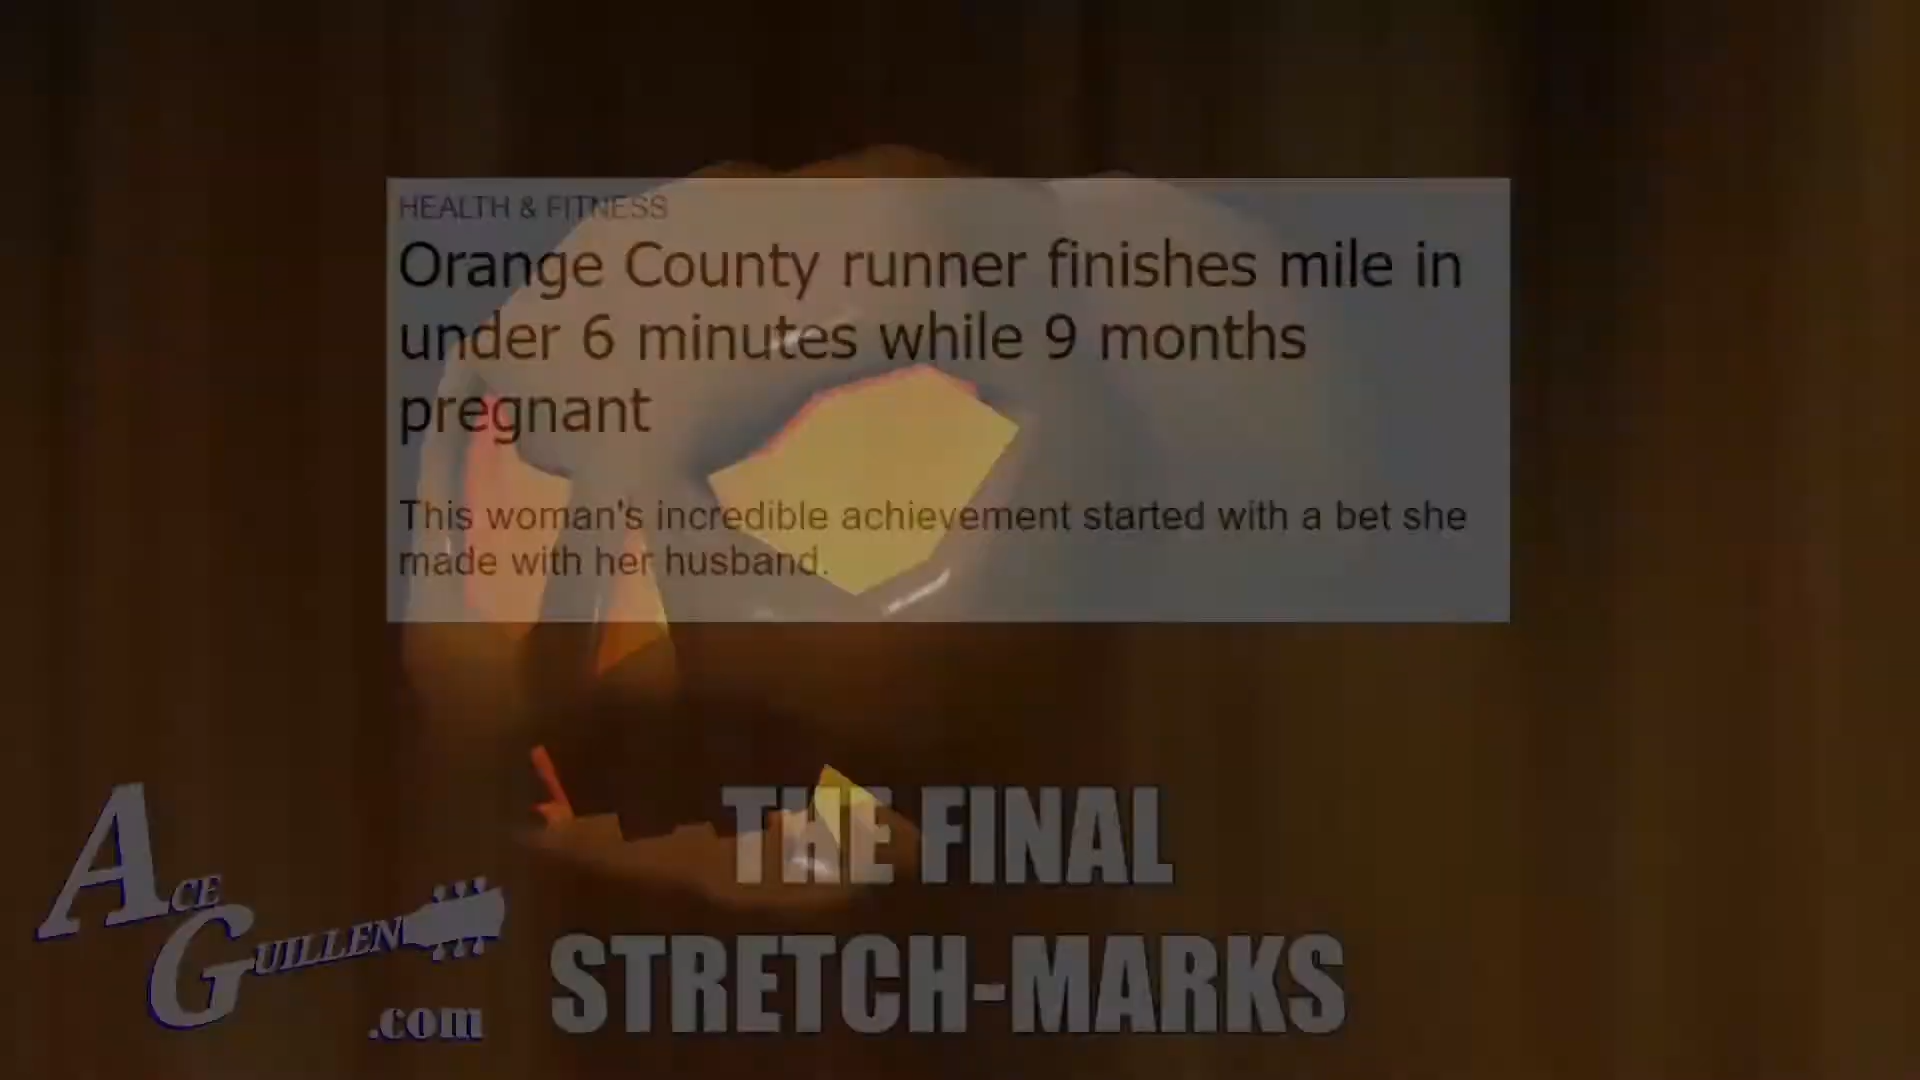 HEALTH & FITNESS
Orange County runner finishes mile in
under 6 minutes while 9 months
pregnant
This woman's incredible achievement started with a bet she
made with her husband.
THE FINAL
STRETCH-MARKS
ACE
GUILLEN
.com